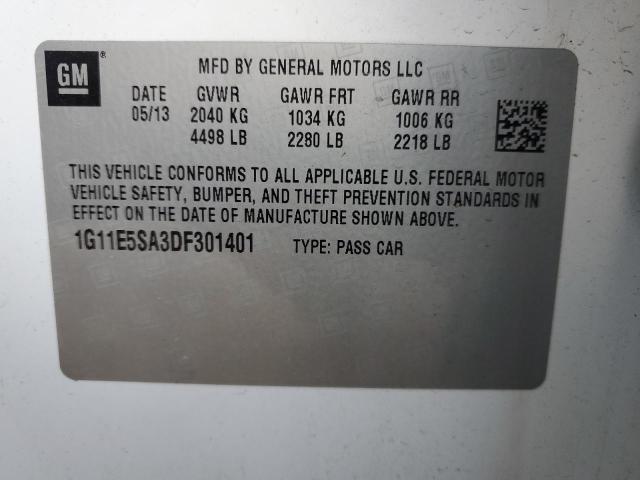 GM
MFD BY GENERAL MOTORS LLC
DATE GVWR GAWR FRT GAWR RR
05/13 2040 KG 1034 KG 1006 KG
4498 LB 2280 LB 2218 LB
THIS VEHICLE CONFORMS TO ALL APPLICABLE U.S. FEDERAL MOTOR
VEHICLE SAFETY, BUMPER, AND THEFT PREVENTION STANDARDS IN
EFFECT ON THE DATE OF MANUFACTURE SHOWN ABOVE.
1G11E5SA3DF301401 TYPE: PASS CAR